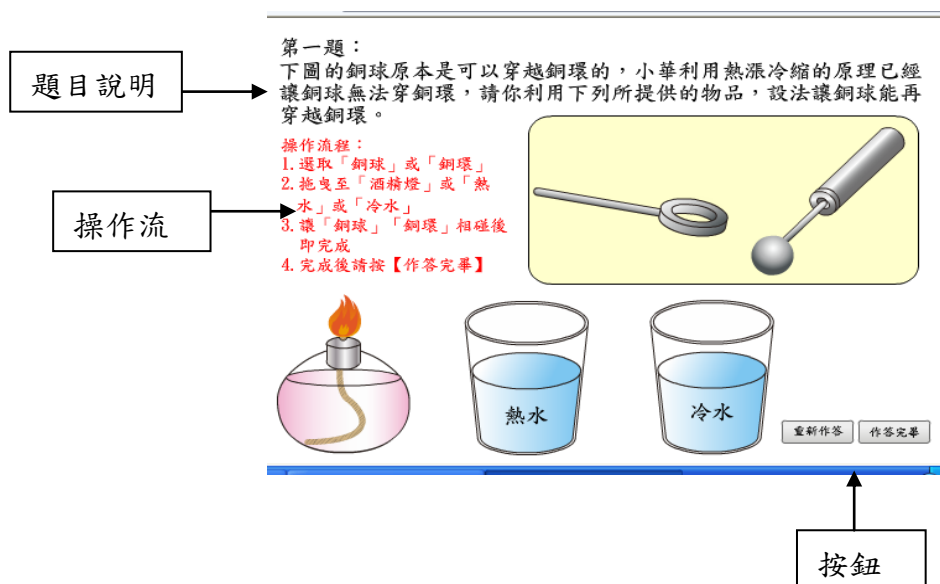 第一題：
下圖的銅球原本是可以穿越銅環的，小華利用熱漲冷縮的原理已經
讓銅球無法穿銅環，請你利用下列所提供的物品，設法讓銅球能再
穿越銅環。
題目說明
操作流程：
1.選取「銅球」或「銅環」
2.拖曳至「酒精燈」或「熱
水」或「冷水」
3.讓「銅球」「銅環」相碰後
即完成
4.完成後請按【作答完畢】
操作流
熱水
冷水
重新作答
作答完畢
按鈕